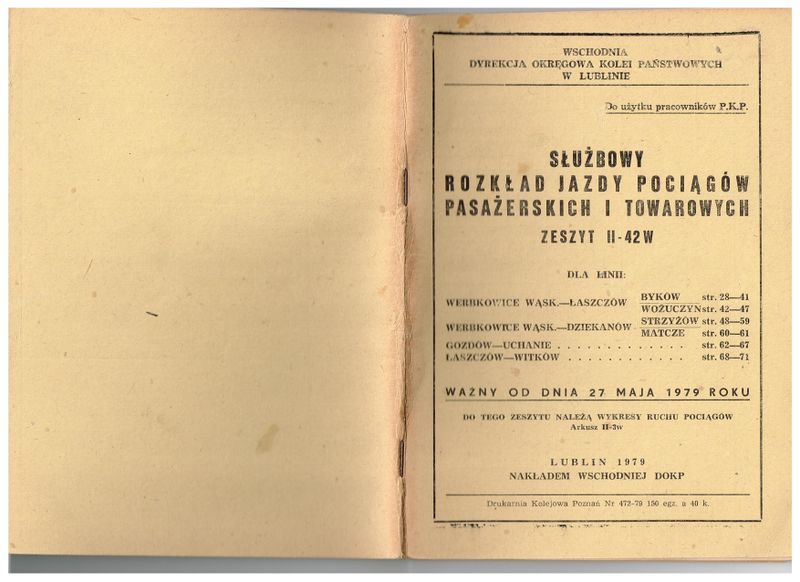 WSCHODNIA
DYREKCJA OKRĘGOWA KOLEI PAŃSTWOWYCH
W LUBLINIE
Do użytku pracowników P.K.P.
SŁUŻBOWY
ROZKŁAD JAZDY POCIĄGÓW
PASAŻERSKICH I TOWAROWYCH
ZESZYT II-42W
DLA LINII:
WERBKOWICE WĄSK.—ŁASZCZÓW
BYKÓW str. 28—41
WOŻUCZYN str. 42—47
WERBKOWICE WĄSK.—DZIEKANÓW
STRZYŻÓW str. 48—59
MATCZE str. 60—61
GOZDÓW—UCHANIE . . . . . . . . . . . . . str. 62—67
ŁASZCZÓW—WITKÓW . . . . . . . . . . . . str. 68—71
WAŻNY OD DNIA 27 MAJA 1979 ROKU
DO TEGO ZESZYTU NALEŻĄ WYKRESY RUCHU POCIĄGÓW
Arkusz II-3w
LUBLIN 1979
NAKŁADEM WSCHODNIEJ DOKP
Drukarnia Kolejowa Poznań Nr 472-79 150 egz. a 40 k.